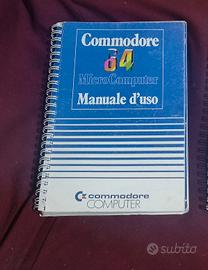 Commodore
64
MicroComputer
Manuale d'uso
commodore
COMPUTER
subito